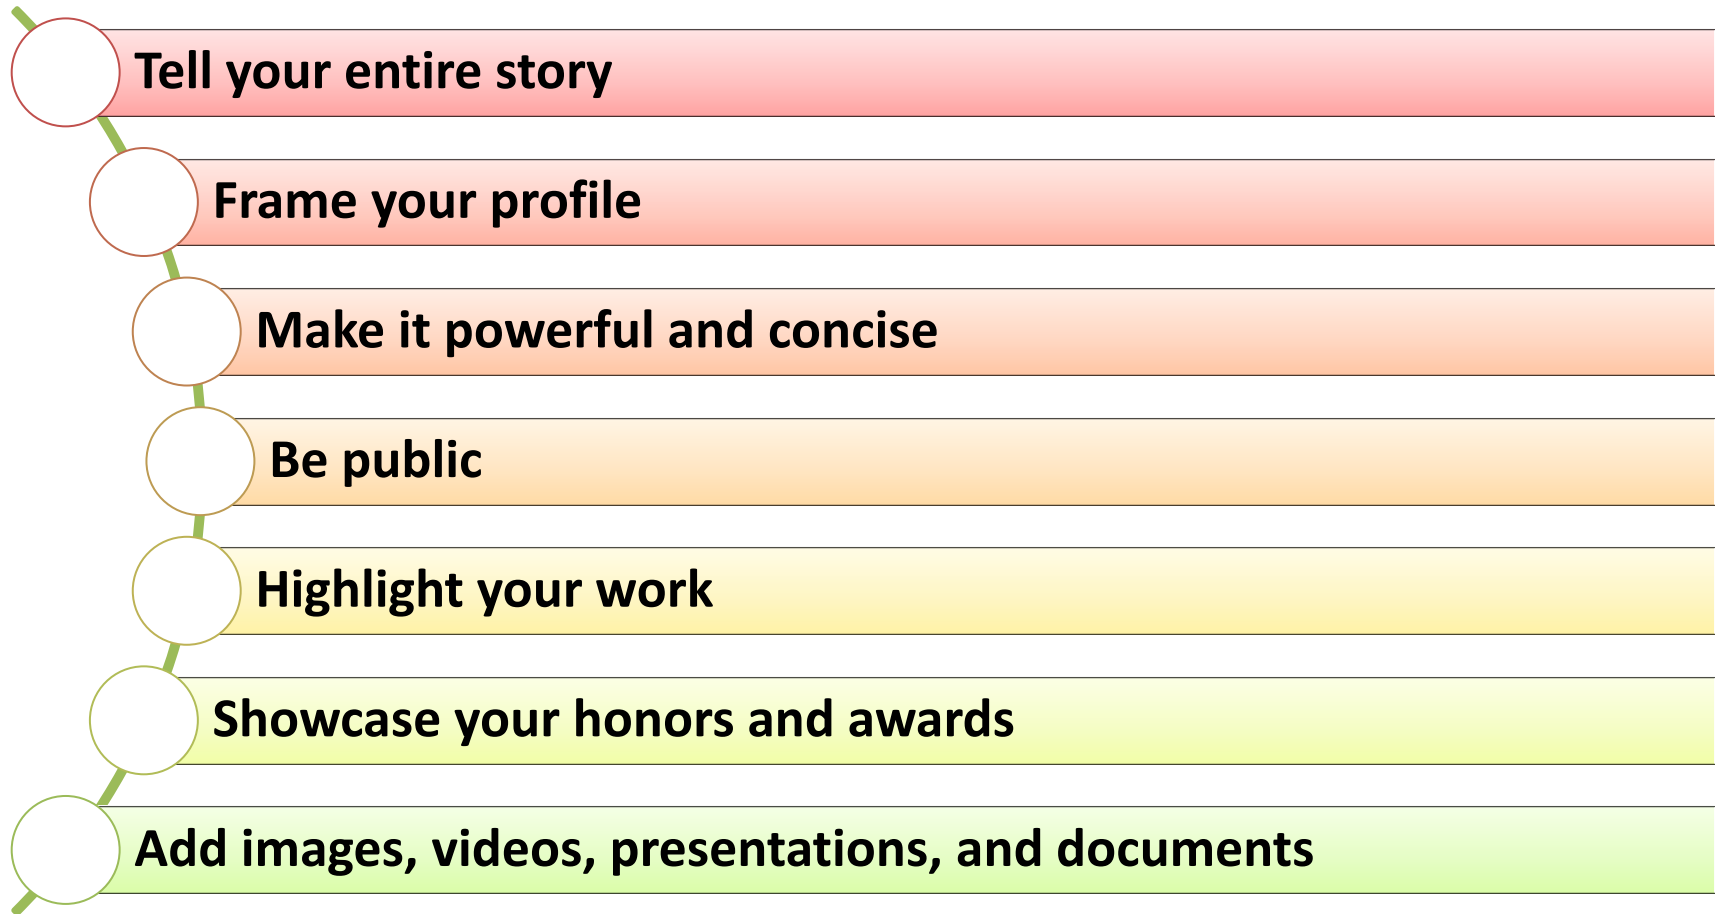 Tell your entire story
Frame your profile
Make it powerful and concise
Be public
Highlight your work
Showcase your honors and awards
Add images, videos, presentations, and documents